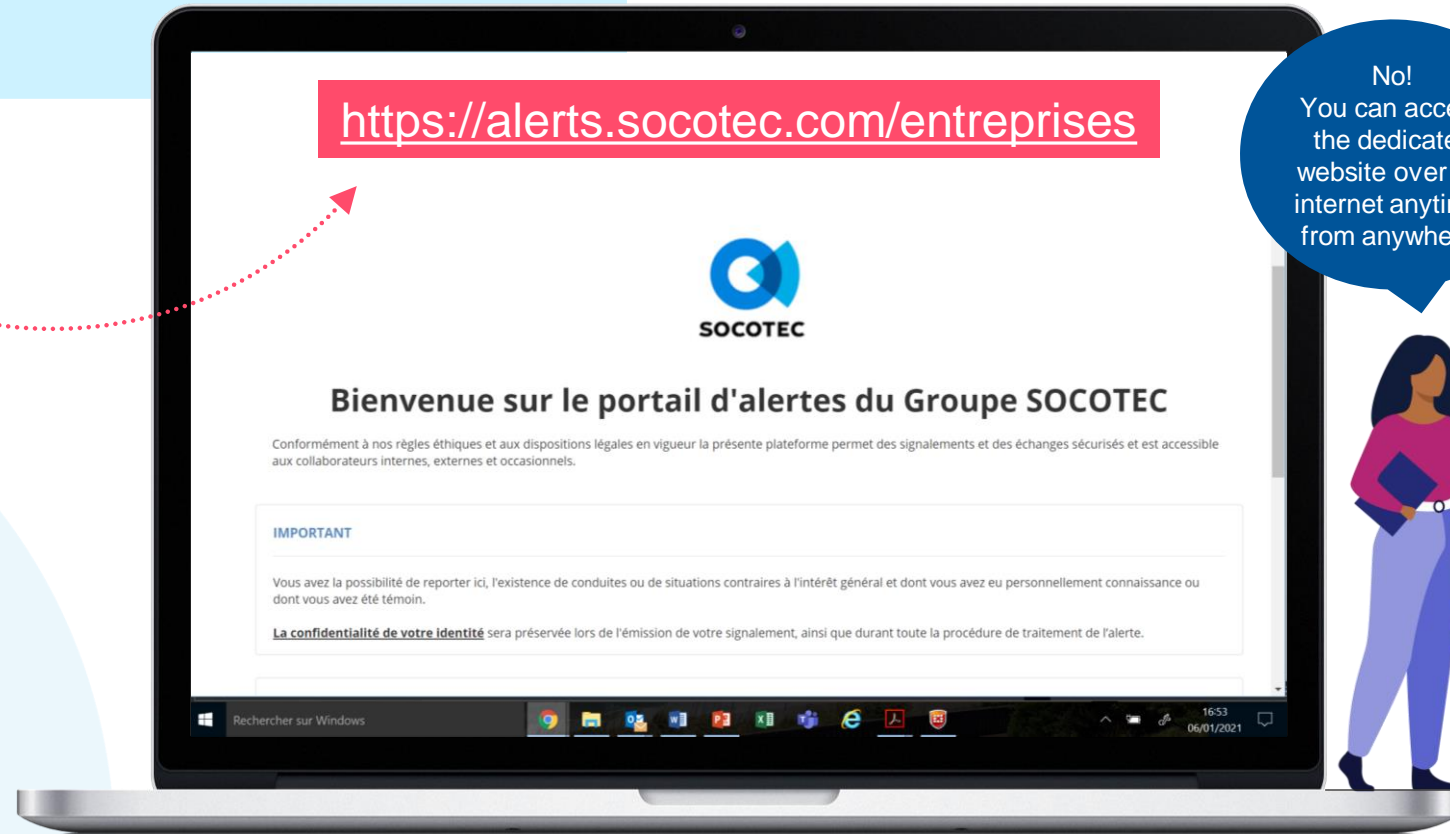 https://alerts.socotec.com/entreprises
No!
You can
the
website over
internet
from
SOCOTEC
Bienvenue sur le portail d'alertes du Groupe SOCOTEC
Conformément à nos règles éthiques et aux dispositions légales en vigueur la présente plateforme permet des signalements et des échanges sécurisés et est accessible
aux collaborateurs internes, externes et occasionnels.
IMPORTANT
Vous avez la possibilité de reporter ici, l'existence de conduites ou de situations contraires à l'intérêt général et dont vous avez eu personnellement connaissance ou
dont vous avez été témoin.
La confidentialité de votre identité sera préservée lors de l'émission de votre signalement, ainsi que durant toute la procédure de traitement de l'alerte.
Rechercher sur Windows
16:53
06/01/2021